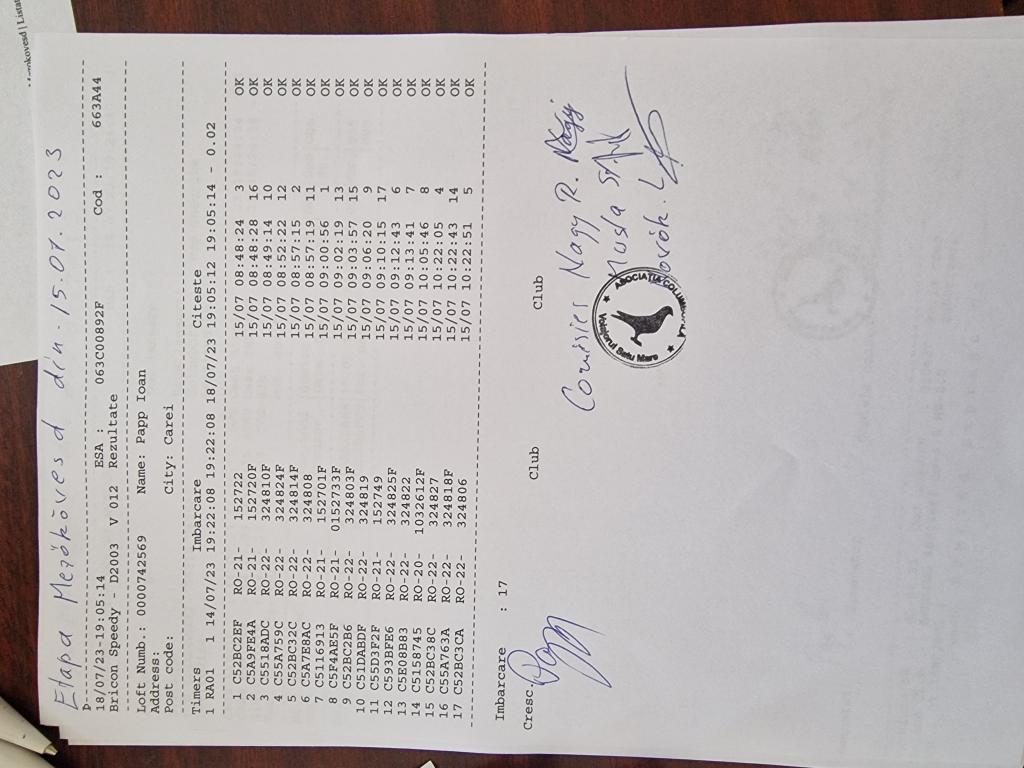 Etapa Mezőkövesd din 15.07.2023
P---------------------------------------------------------------
18/07/23-19:05:14 ESA : 063C00892F Cod : 663A44
Bricon Speedy - D2003 V 012 Rezultate
Loft Numb.: 0000742569 Name: Papp Ioan
Address:
Post code: City: Carei
----------------------------------------------------------------
Timers Imbarcare Citeste
1 RA01 1 14/07/23 19:22:08 19:22:08 18/07/23 19:05:12 19:05:14 - 0.02
----------------------------------------------------------------
1 C52BC2EF RO-21- 152722 15/07 08:48:24 3 OK
2 C5A9FE4A RO-21- 152720F 15/07 08:48:28 16 OK
3 C5518ADC RO-22- 324810F 15/07 08:49:14 10 OK
4 C55A759C RO-22- 324824F 15/07 08:52:22 12 OK
5 C52BC32C RO-22- 324814F 15/07 08:57:15 2 OK
6 C5A7E8AC RO-22- 324808 15/07 08:57:19 11 OK
7 C5116913 RO-21- 152701F 15/07 09:00:56 1 OK
8 C5F4AE5F RO-21- 0152733F 15/07 09:02:19 13 OK
9 C52BC2B6 RO-22- 324803F 15/07 09:03:57 15 OK
10 C51DABDF RO-22- 324819 15/07 09:06:20 9 OK
11 C55D3F2F RO-21- 152749 15/07 09:10:15 17 OK
12 C593BFE6 RO-22- 324825F 15/07 09:12:43 6 OK
13 C5E08B83 RO-22- 324822 15/07 09:13:41 7 OK
14 C5158745 RO-20- 1032612F 15/07 10:05:46 8 OK
15 C52BC38C RO-22- 324827 15/07 10:22:05 4 OK
16 C55A763A RO-22- 324818F 15/07 10:22:43 14 OK
17 C52BC3CA RO-22- 324806 15/07 10:22:51 5 OK
----------------------------------------------------------------
Imbarcare : 17
Cresc. Club Club
Comisier Nagy R. Nagy
ASOCIAȚIA COLUMBOFILA
Voiajorul Satu Mare